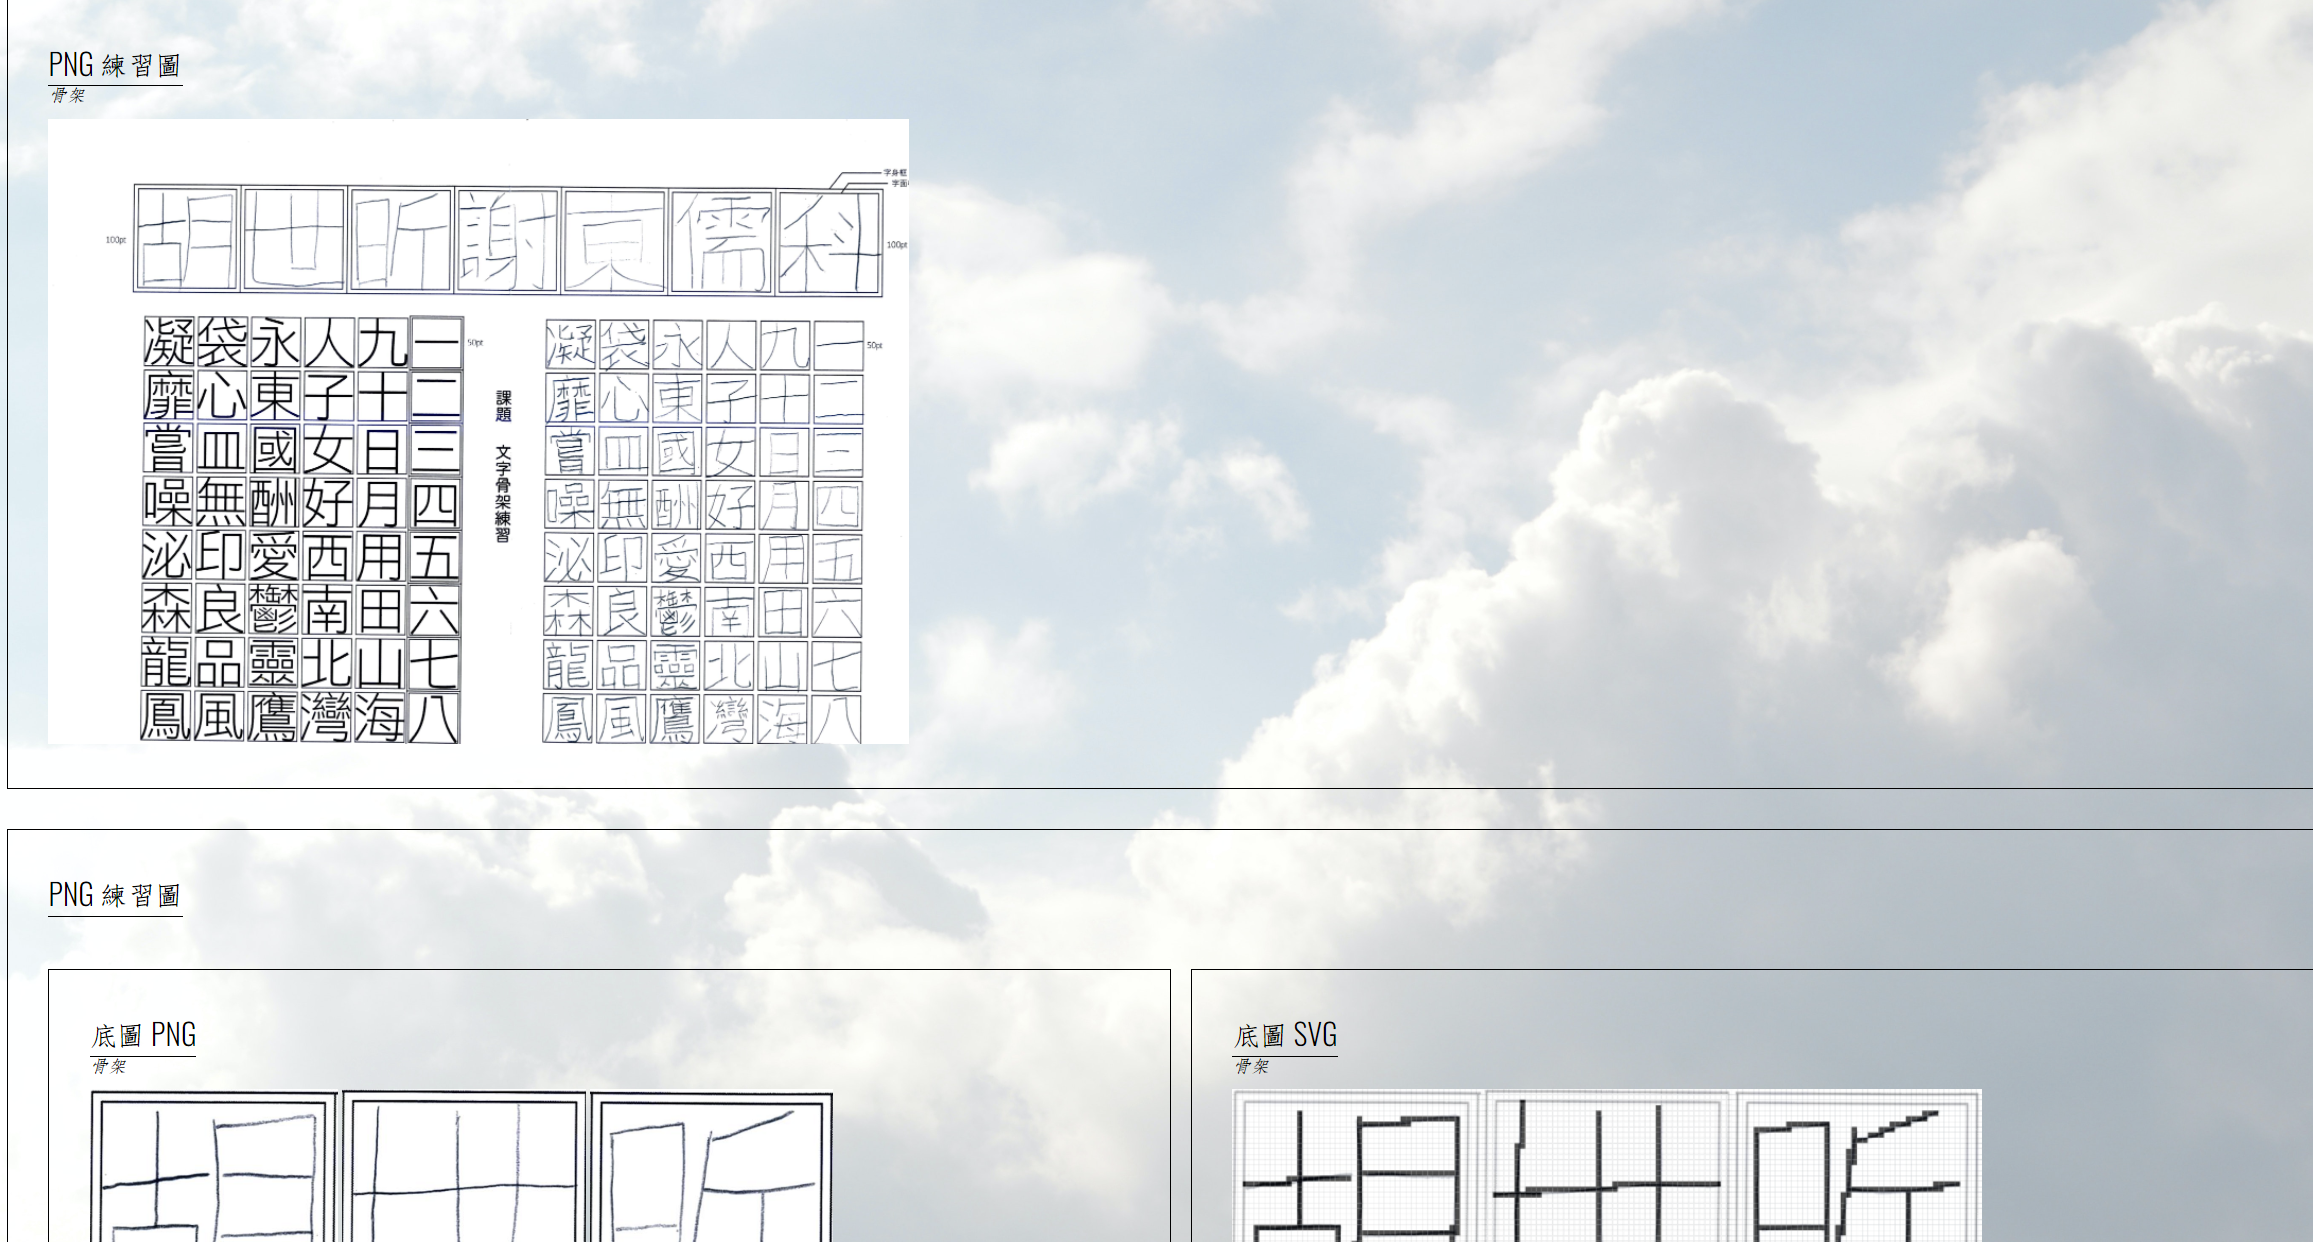 PNG 練習圖
骨架
字身框
字面
100pt
胡世昕謝京儒科
100pt
凝袋永人九一
50pt
靡心東子十二
嘗皿國女日三
噪無酬好月四
泌印愛西用五
森良鬱南田六
龍品靈北山七
鳳風鷹灣海八
課題 文字骨架練習
凝袋永人九一
50pt
靡心東子十二
嘗皿國女日三
噪無酬好月四
泌印愛西用五
森良鬱南田六
龍品靈北山七
鳳風鷹灣海八
PNG 練習圖
底圖 PNG
骨架
胡世昕
底圖 SVG
骨架
胡世昕